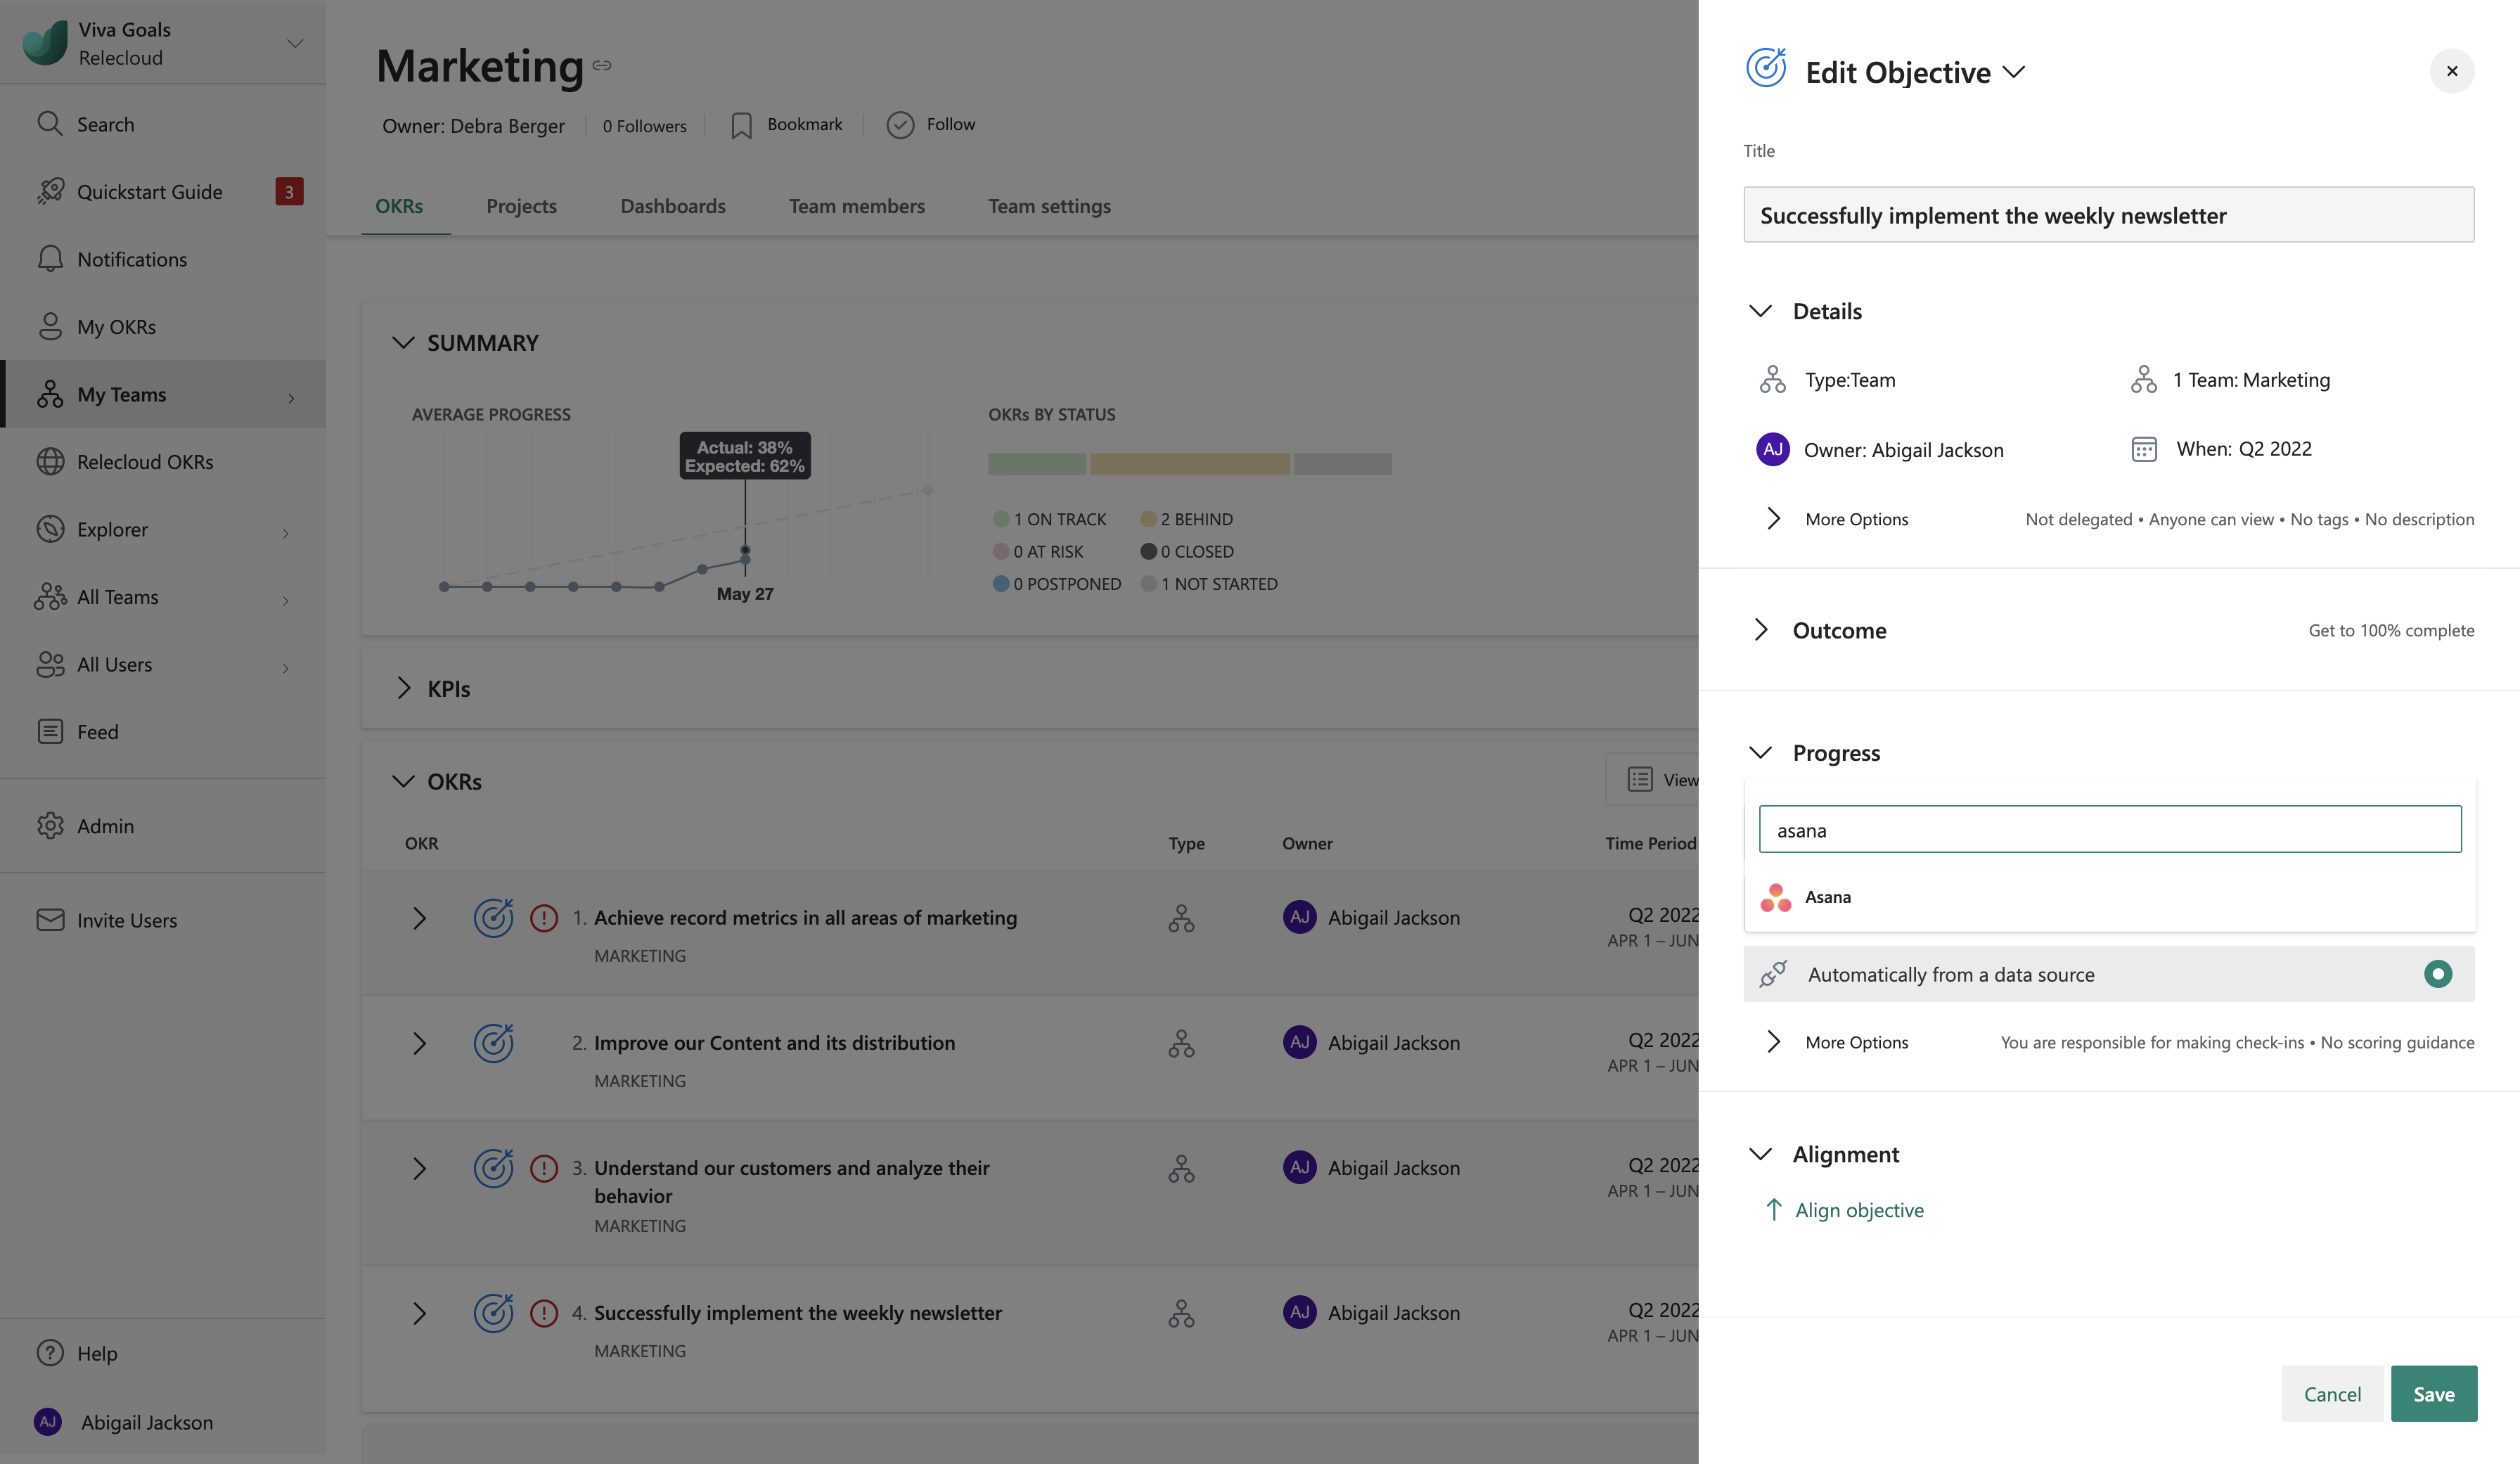 Viva Goals
Relecloud
Search
Quickstart Guide 3
Notifications
My OKRs
My Teams
Relecloud OKRs
Explorer
All Teams
All Users
Feed
Admin
Invite Users
Help
AJ Abigail Jackson
Marketing
Owner: Debra Berger 0 Followers Bookmark Follow
OKRs Projects Dashboards Team members Team settings
SUMMARY
AVERAGE PROGRESS
Actual: 38%
Expected: 62%
May 27
OKRs BY STATUS
1 ON TRACK 2 BEHIND
0 AT RISK 0 CLOSED
0 POSTPONED 1 NOT STARTED
KPIs
OKRs
View
OKR Type Owner Time Period
1. Achieve record metrics in all areas of marketing AJ Abigail Jackson Q2 2022
MARKETING APR 1 – JUN
2. Improve our Content and its distribution AJ Abigail Jackson Q2 2022
MARKETING APR 1 – JUN
3. Understand our customers and analyze their AJ Abigail Jackson Q2 2022
behavior APR 1 – JUN
MARKETING
4. Successfully implement the weekly newsletter AJ Abigail Jackson Q2 2022
MARKETING APR 1 – JUN
Edit Objective
Title
Successfully implement the weekly newsletter
Details
Type:Team 1 Team: Marketing
AJ Owner: Abigail Jackson When: Q2 2022
More Options Not delegated • Anyone can view • No tags • No description
Outcome Get to 100% complete
Progress
asana
Asana
Automatically from a data source
More Options You are responsible for making check-ins • No scoring guidance
Alignment
Align objective
Cancel Save